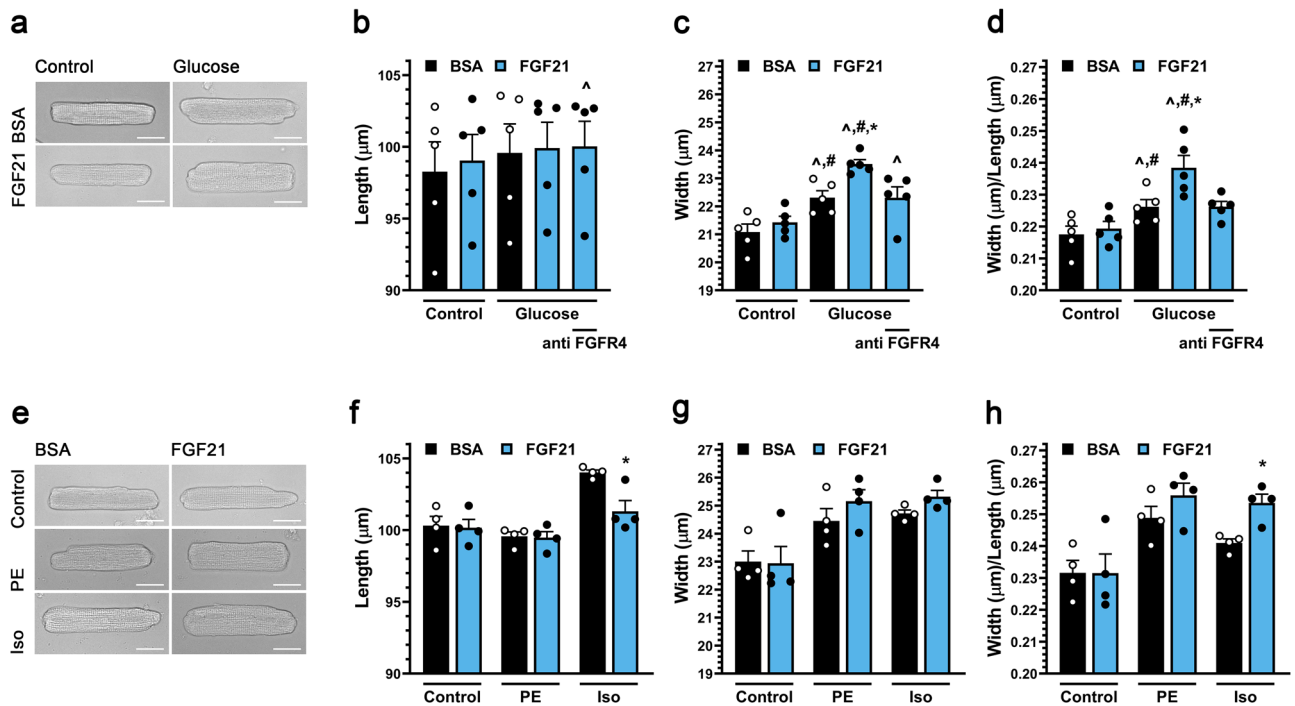 a
Control Glucose
BSA
FGF21
b
BSA FGF21
Length (µm)
105
100
95
90
^
Control Glucose
anti FGFR4
c
BSA FGF21
Width (µm)
27
26
25
24
23
22
21
20
19
^,#
^,#,*
^
Control Glucose
anti FGFR4
d
BSA FGF21
Width (µm)/Length (µm)
0.27
0.26
0.25
0.24
0.23
0.22
0.21
0.20
^,#
^,#,*
Control Glucose
anti FGFR4
e
BSA FGF21
Control
PE
Iso
f
BSA FGF21
Length (µm)
105
100
95
90
*
Control PE Iso
g
BSA FGF21
Width (µm)
27
26
25
24
23
22
21
20
19
Control PE Iso
h
BSA FGF21
Width (µm)/Length (µm)
0.27
0.26
0.25
0.24
0.23
0.22
0.21
0.20
*
Control PE Iso